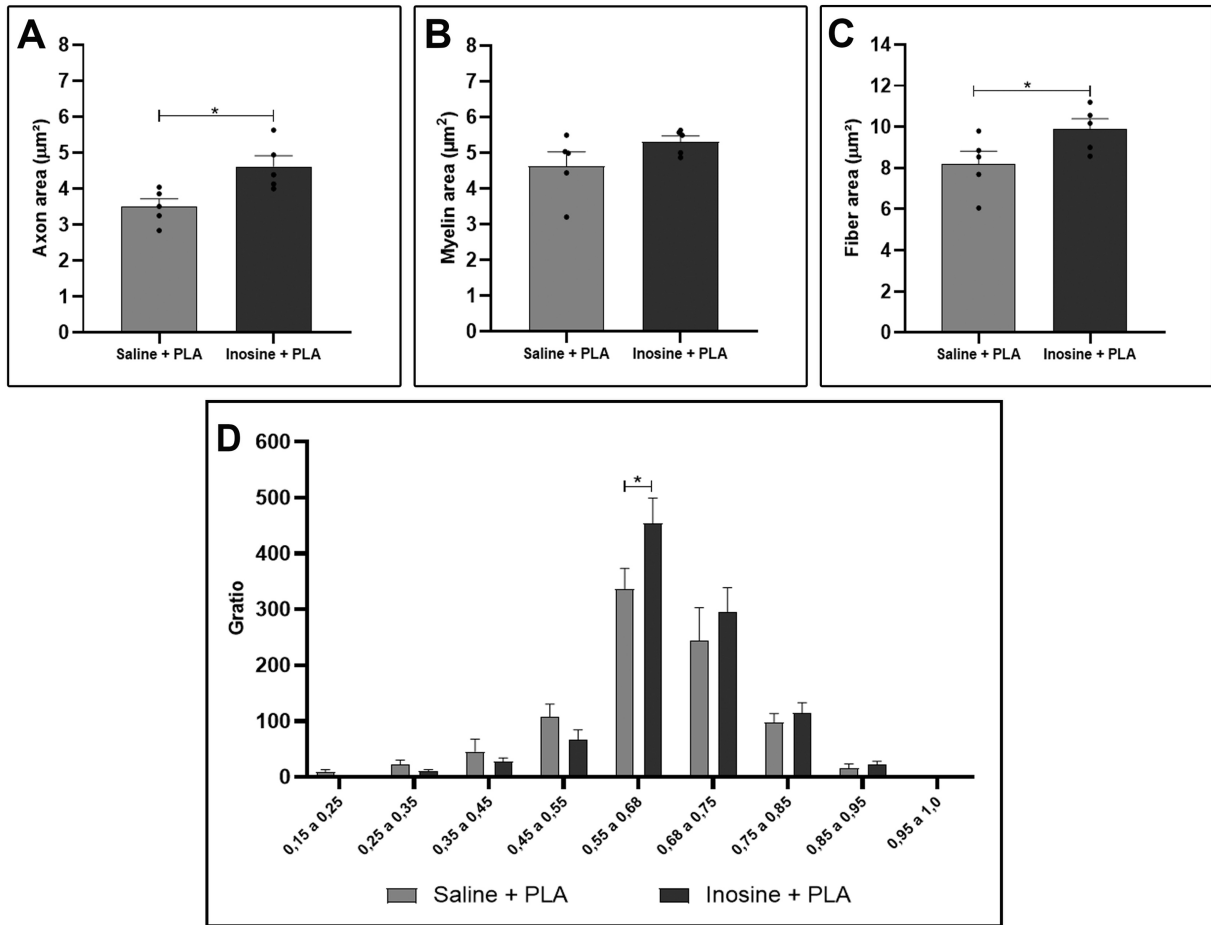 A
Axon area (µm²)
8
7
6
5
4
3
2
1
0
*
Saline + PLA
Inosine + PLA
B
Myelin area (µm²)
8
7
6
5
4
3
2
1
0
Saline + PLA
Inosine + PLA
C
Fiber area (µm²)
14
12
10
8
6
4
2
0
*
Saline + PLA
Inosine + PLA
D
Gratio
600
500
400
300
200
100
0
*
0,15 a 0,25
0,25 a 0,35
0,35 a 0,45
0,45 a 0,55
0,55 a 0,68
0,68 a 0,75
0,75 a 0,85
0,85 a 0,95
0,95 a 1,0
Saline + PLA
Inosine + PLA